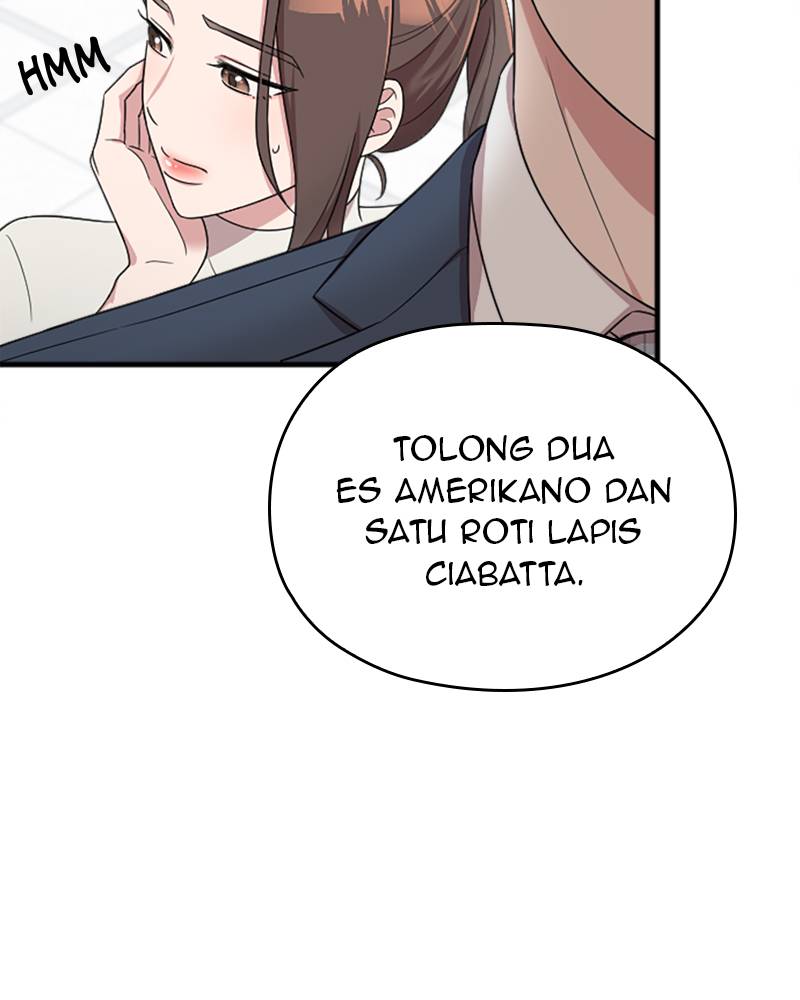 HMM
TOLONG DUA
ES AMERIKANO DAN
SATU ROTI LAPIS
CIABATTA.